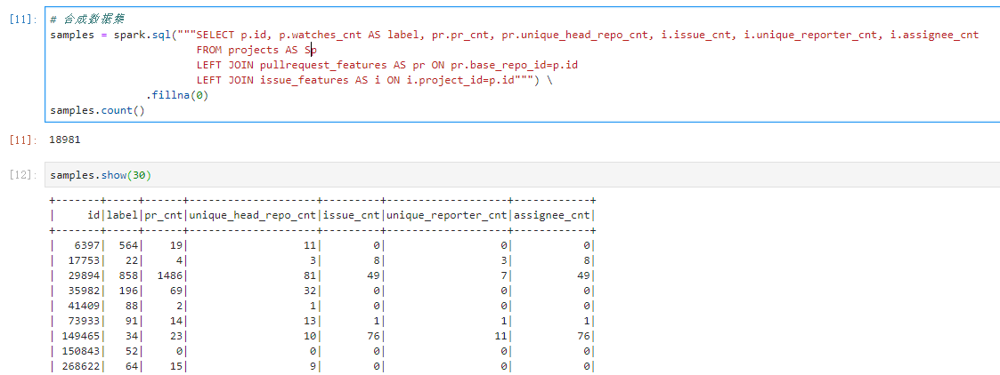 [11]: # 合成数据集
samples = spark.sql("""SELECT p.id, p.watches_cnt AS label, pr.pr_cnt, pr.unique_head_repo_cnt, i.issue_cnt, i.unique_reporter_cnt, i.assignee_cnt
FROM projects AS Sp
LEFT JOIN pullrequest_features AS pr ON pr.base_repo_id=p.id
LEFT JOIN issue_features AS i ON i.project_id=p.id""") \
.fillna(0)
samples.count()
[11]: 18981
[12]: samples.show(30)
+-------+-----+------+--------------------+---------+-------------------+------------+
|     id|label|pr_cnt|unique_head_repo_cnt|issue_cnt|unique_reporter_cnt|assignee_cnt|
+-------+-----+------+--------------------+---------+-------------------+------------+
|   6397|  564|    19|                  11|        0|                  0|           0|
|  17753|   22|     4|                   3|        8|                  3|           8|
|  29894|  858|  1486|                  81|       49|                  7|          49|
|  35982|  196|    69|                  32|        0|                  0|           0|
|  41409|   88|     2|                   1|        0|                  0|           0|
|  73933|   91|    14|                  13|        1|                  1|           1|
| 149465|   34|    23|                  10|       76|                 11|          76|
| 150843|   52|     0|                   0|        0|                  0|           0|
| 268622|   64|    15|                   9|        0|                  0|           0|